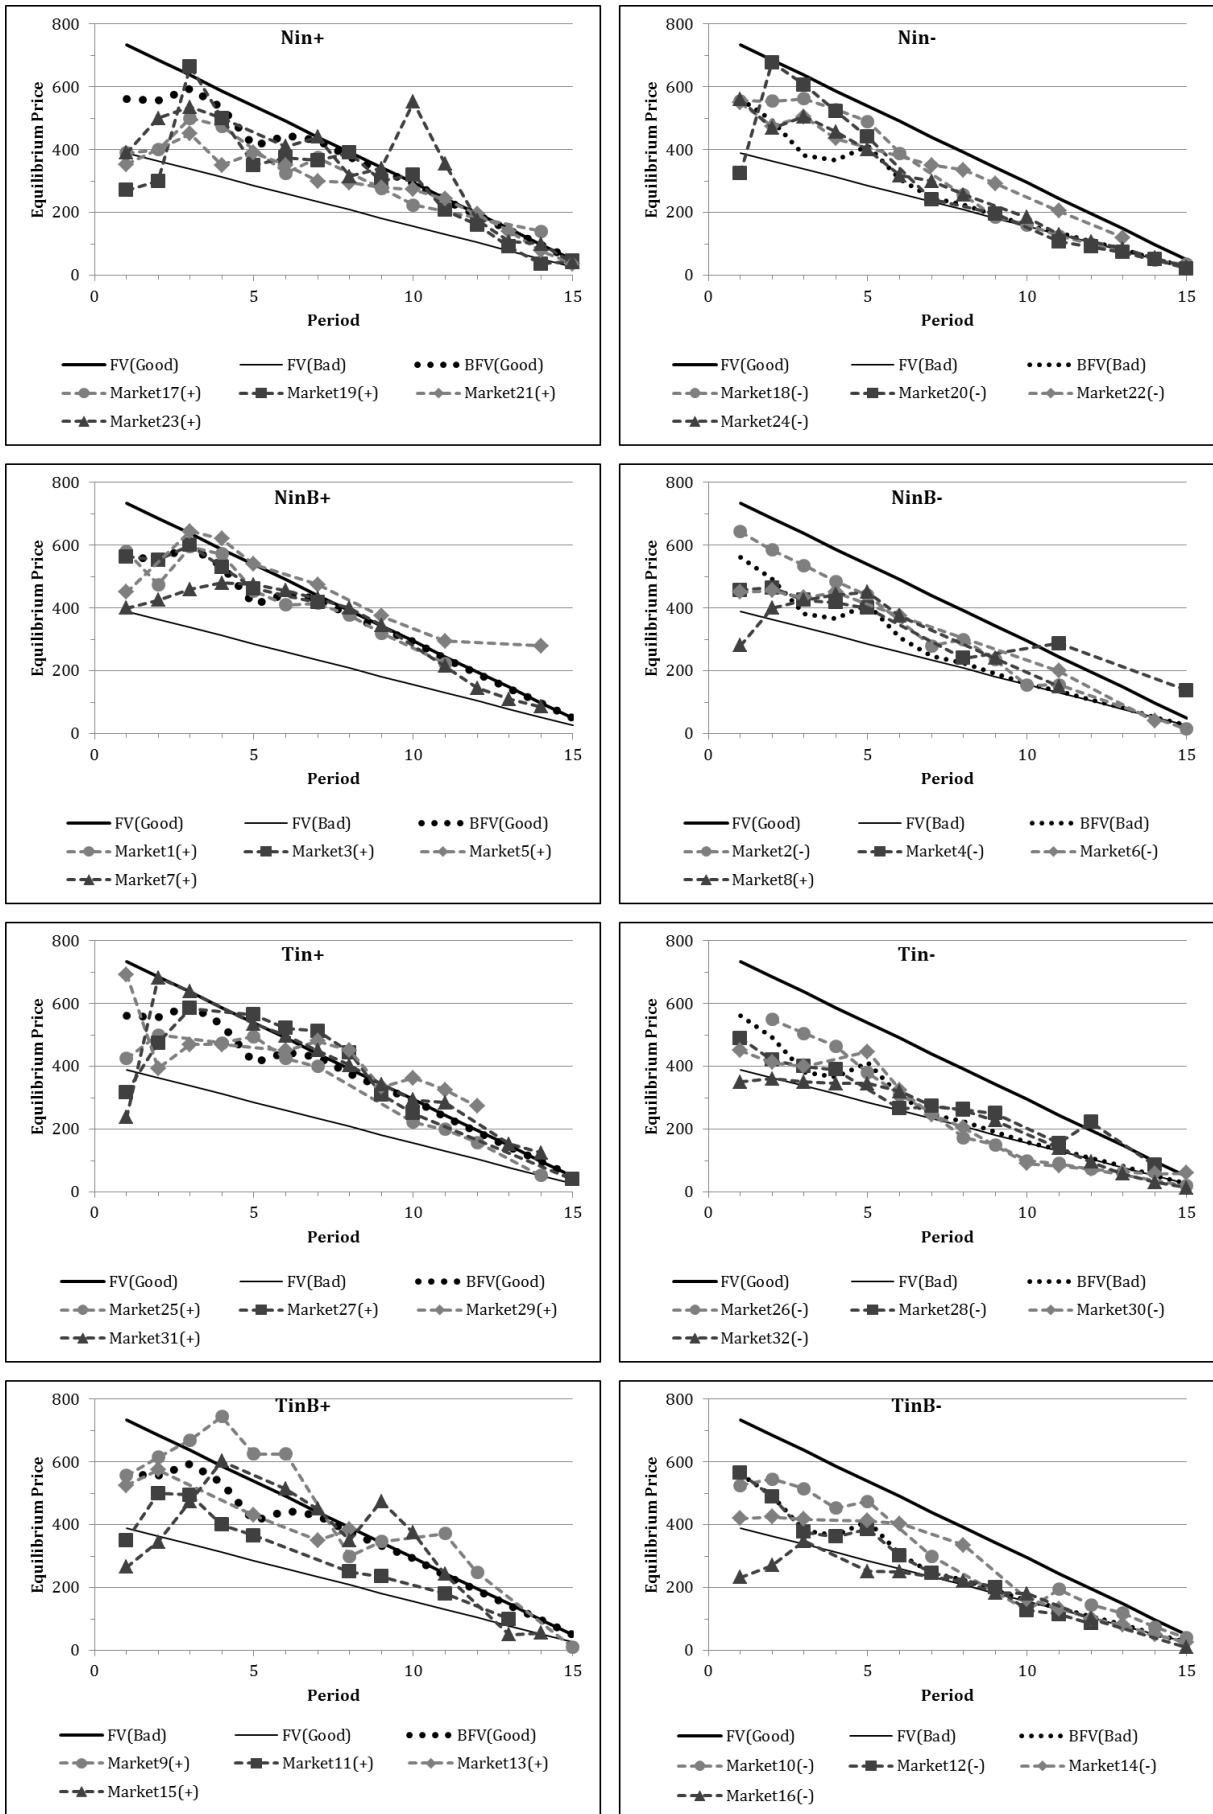 Nin+
Equilibrium Price
800
600
400
200
0
0 5 10 15
Period
FV(Good) FV(Bad) BFV(Good)
Market17(+) Market19(+) Market21(+)
Market23(+)
Nin-
Equilibrium Price
800
600
400
200
0
0 5 10 15
Period
FV(Good) FV(Bad) BFV(Bad)
Market18(-) Market20(-) Market22(-)
Market24(-)
NinB+
Equilibrium Price
800
600
400
200
0
0 5 10 15
Period
FV(Good) FV(Bad) BFV(Good)
Market1(+) Market3(+) Market5(+)
Market7(+)
NinB-
Equilibrium Price
800
600
400
200
0
0 5 10 15
Period
FV(Good) FV(Bad) BFV(Bad)
Market2(-) Market4(-) Market6(-)
Market8(+)
Tin+
Equilibrium Price
800
600
400
200
0
0 5 10 15
Period
FV(Good) FV(Bad) BFV(Good)
Market25(+) Market27(+) Market29(+)
Market31(+)
Tin-
Equilibrium Price
800
600
400
200
0
0 5 10 15
Period
FV(Good) FV(Bad) BFV(Bad)
Market26(-) Market28(-) Market30(-)
Market32(-)
TinB+
Equilibrium Price
800
600
400
200
0
0 5 10 15
Period
FV(Bad) FV(Good) BFV(Good)
Market9(+) Market11(+) Market13(+)
Market15(+)
TinB-
Equilibrium Price
800
600
400
200
0
0 5 10 15
Period
FV(Good) FV(Bad) BFV(Bad)
Market10(-) Market12(-) Market14(-)
Market16(-)